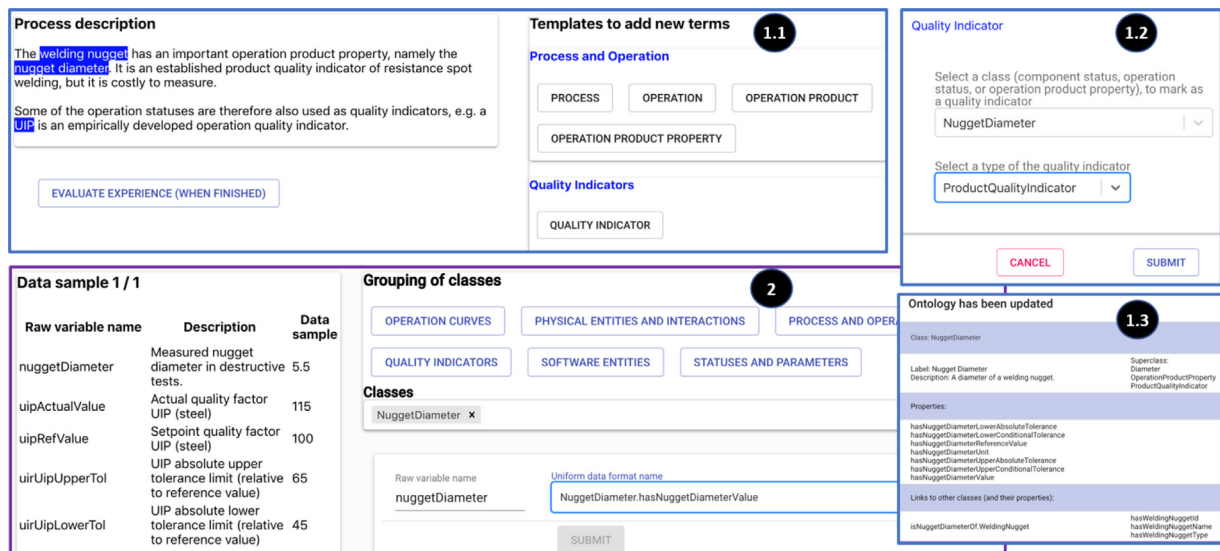 Process description
The welding nugget has an important operation product property, namely the
nugget diameter. It is an established product quality indicator of resistance spot
welding, but it is costly to measure.
Some of the operation statuses are therefore also used as quality indicators, e.g. a
UIP is an empirically developed operation quality indicator.
EVALUATE EXPERIENCE (WHEN FINISHED)
Templates to add new terms
1.1
Process and Operation
PROCESS
OPERATION
OPERATION PRODUCT
OPERATION PRODUCT PROPERTY
Quality Indicators
QUALITY INDICATOR
Quality Indicator
1.2
Select a class (component status, operation
status, or operation product property), to mark as
a quality indicator
NuggetDiameter
Select a type of the quality indicator
ProductQualityIndicator
CANCEL
SUBMIT
Data sample 1 / 1
Raw variable name
Description
Data
sample
nuggetDiameter
Measured nugget
diameter in destructive
tests.
5.5
uipActualValue
Actual quality factor
UIP (steel)
115
uipRefValue
Setpoint quality factor
UIP (steel)
100
uirUipUpperTol
UIP absolute upper
tolerance limit (relative
to reference value)
65
uirUipLowerTol
UIP absolute lower
tolerance limit (relative
to reference value)
45
Grouping of classes
2
OPERATION CURVES
PHYSICAL ENTITIES AND INTERACTIONS
PROCESS AND OPERA
QUALITY INDICATORS
SOFTWARE ENTITIES
STATUSES AND PARAMETERS
Classes
NuggetDiameter x
Raw variable name
nuggetDiameter
Uniform data format name
NuggetDiameter.hasNuggetDiameterValue
SUBMIT
Ontology has been updated
1.3
Class: NuggetDiameter
Label: Nugget Diameter
Description: A diameter of a welding nugget.
Superclass:
Diameter
OperationProductProperty
ProductQualityIndicator
Properties:
hasNuggetDiameterLowerAbsoluteTolerance
hasNuggetDiameterLowerConditionalTolerance
hasNuggetDiameterReferenceValue
hasNuggetDiameterUnit
hasNuggetDiameterUpperAbsoluteTolerance
hasNuggetDiameterUpperConditionalTolerance
hasNuggetDiameterValue
Links to other classes (and their properties):
isNuggetDiameterOf.WeldingNugget
hasWeldingNuggetId
hasWeldingNuggetName
hasWeldingNuggetType